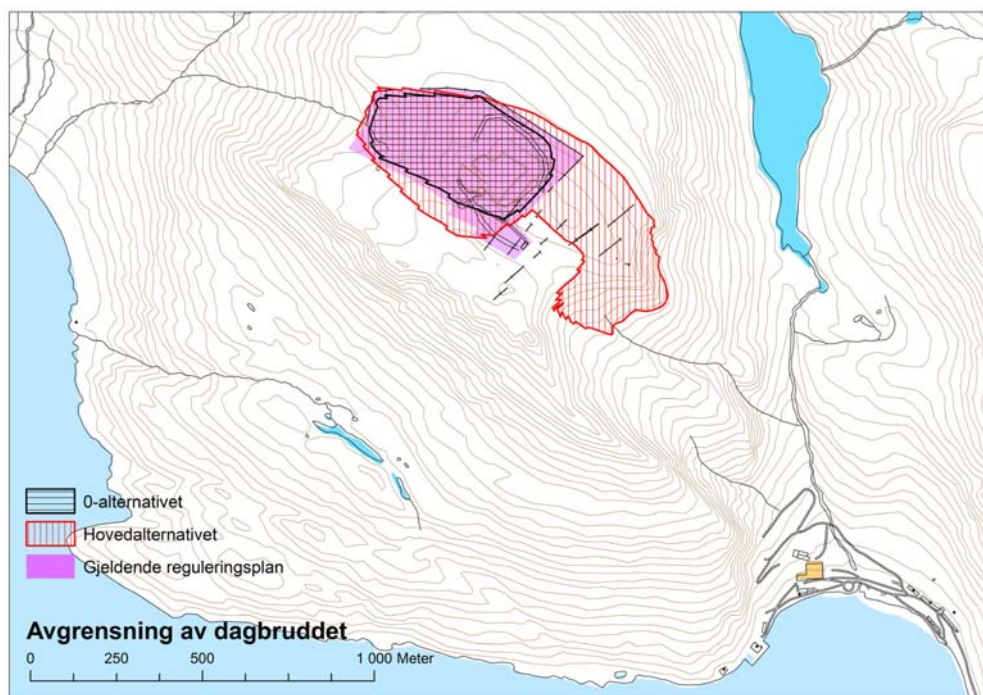 0-alternativet
Hovedalternativet
Gjeldende reguleringsplan
Avgrensning av dagbruddet
0 250 500 1 000 Meter